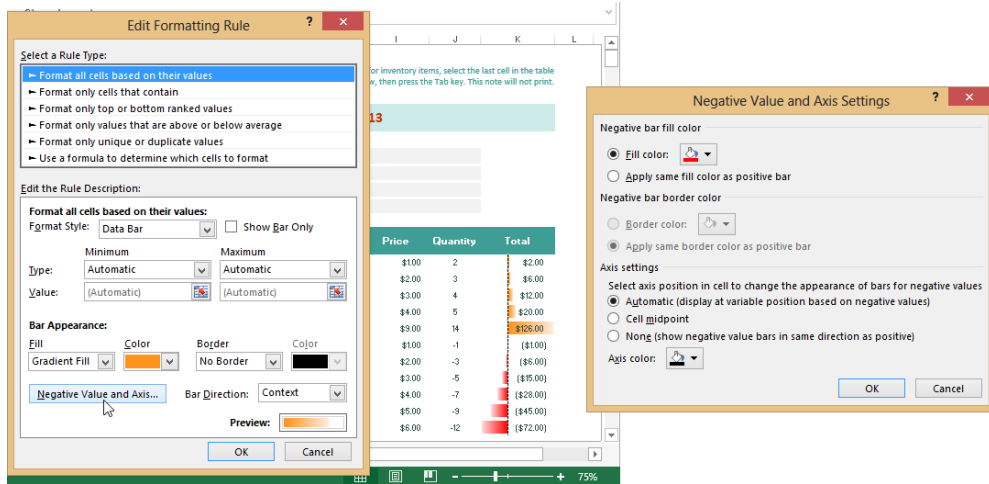 Edit Formatting Rule
?
×
Select a Rule Type:
► Format all cells based on their values
► Format only cells that contain
► Format only top or bottom ranked values
► Format only values that are above or below average
► Format only unique or duplicate values
► Use a formula to determine which cells to format
Edit the Rule Description:
Format all cells based on their values:
Format Style: Data Bar Show Bar Only
Minimum Maximum
Type: Automatic Automatic
Value: (Automatic) (Automatic)
Bar Appearance:
Fill Color Border Color
Gradient Fill No Border
Negative Value and Axis... Bar Direction: Context
Preview:
OK Cancel
I J K L
or inventory items, select the last cell in the table
w, then press the Tab key. This note will not print.
13
Price Quantity Total
$1.00 2 $2.00
$2.00 3 $6.00
$3.00 4 $12.00
$4.00 5 $20.00
$9.00 14 $126.00
$1.00 -1 ($1.00)
$2.00 -3 ($6.00)
$3.00 -5 ($15.00)
$4.00 -7 ($28.00)
$5.00 -9 ($45.00)
$6.00 -12 ($72.00)
- + 75%
Negative Value and Axis Settings
?
×
Negative bar fill color
Fill color:
Apply same fill color as positive bar
Negative bar border color
Border color:
Apply same border color as positive bar
Axis settings
Select axis position in cell to change the appearance of bars for negative values
Automatic (display at variable position based on negative values)
Cell midpoint
None (show negative value bars in same direction as positive)
Axis color:
OK Cancel